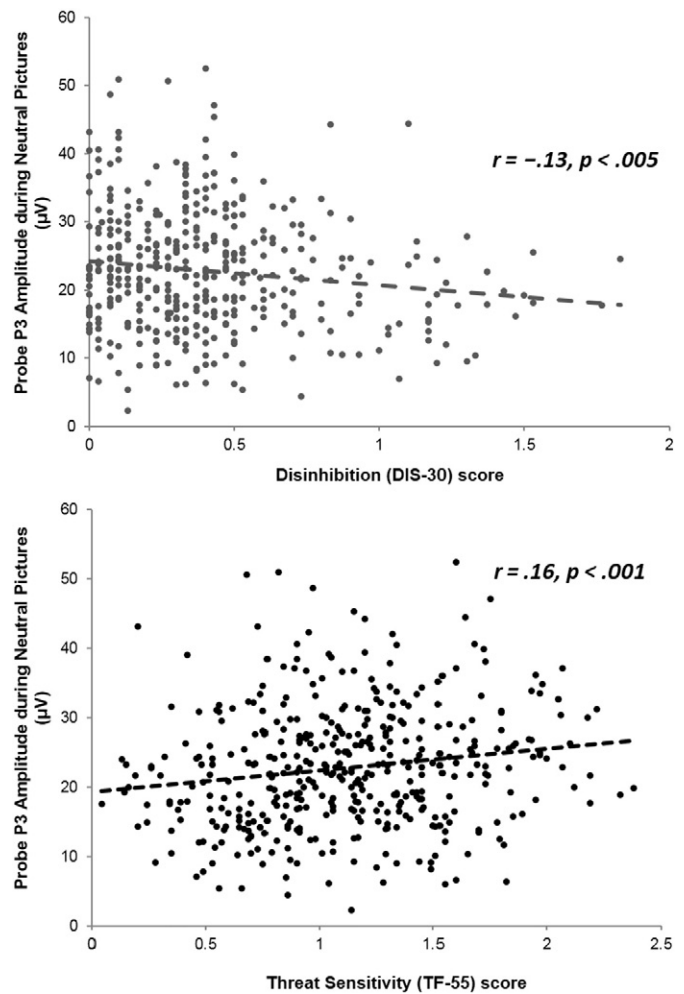 Probe P3 Amplitude during Neutral Pictures
(µV)
60
50
40
30
20
10
0
r = −.13, p < .005
0 0.5 1 1.5 2
Disinhibition (DIS-30) score
Probe P3 Amplitude during Neutral Pictures
(µV)
60
50
40
30
20
10
0
r = .16, p < .001
0 0.5 1 1.5 2 2.5
Threat Sensitivity (TF-55) score